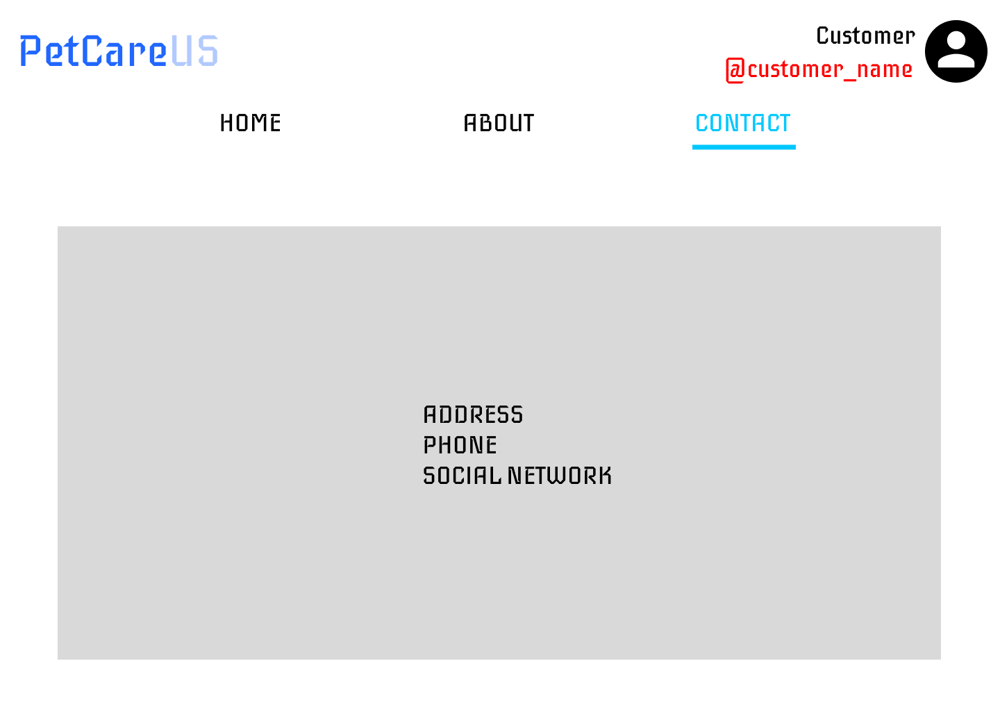 PetCareUS
Customer
@customer_name
HOME
ABOUT
CONTACT
ADDRESS
PHONE
SOCIAL NETWORK